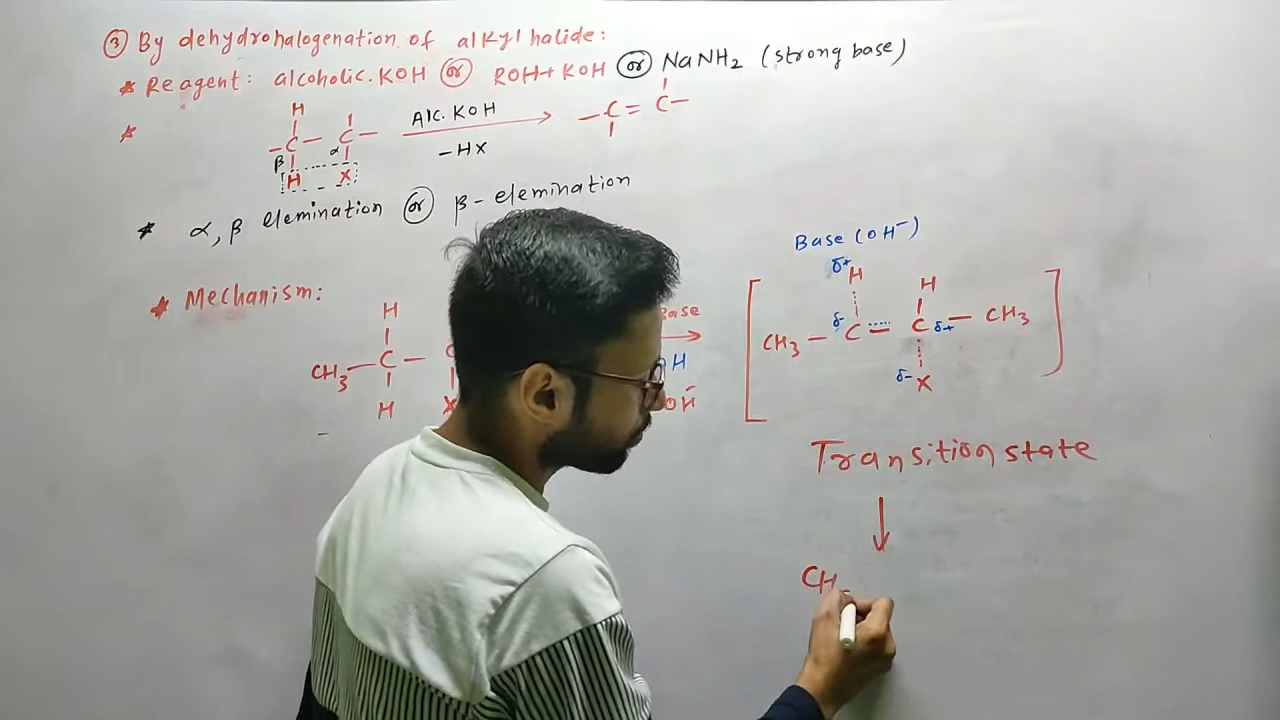 ③ By dehydrohalogenation of alkyl halide:
* Reagent: alcoholic.KOH or ROH+KOH or NaNH₂ (strong base)
H
* -C-C- Alc.KOH -C=C-
β α -HX
H X
* α,β elemination or β-elemination
Base (OH⁻)
* Mechanism:
δ+ H H
H
δ- CH₃-C=C δ+ -CH₃
CH₃-C-
δ- X
H X
Transition state
CH